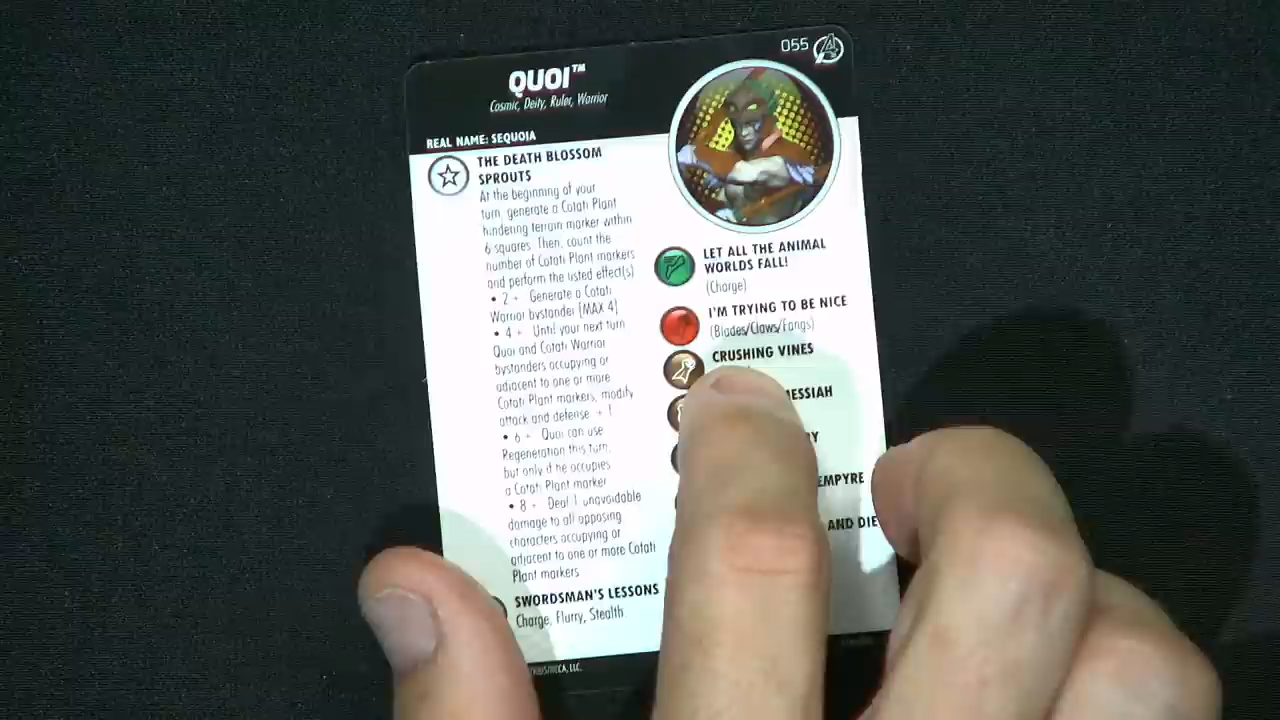 055
QUOI™
Cosmic, Deity, Ruler, Warrior
REAL NAME: SEQUOIA
THE DEATH BLOSSOM
SPROUTS
At the beginning of your
turn, generate a Cotati Plant
hindering terrain marker within
6 squares. Then, count the
number of Cotati Plant markers
and perform the listed effect(s)
• 2+ Generate a Cotati
Warrior bystander (MAX 4)
• 4+ Until your next turn
Quoi and Cotati Warrior
bystanders occupying or
adjacent to one or more
Cotati Plant markers, modify
attack and defense +1
• 6+ Quoi can use
Regeneration this turn,
but only if he occupies
a Cotati Plant marker
• 8+ Deal 1 unavoidable
damage to all opposing
characters occupying or
adjacent to one or more Cotati
Plant markers
SWORDSMAN'S LESSONS
Charge, Flurry, Stealth
LET ALL THE ANIMAL
WORLDS FALL!
(Charge)
I'M TRYING TO BE NICE
(Blades/Claws/Fangs)
CRUSHING VINES
ESSIAH
EMPYRE
AND DIE
CA, LLC.